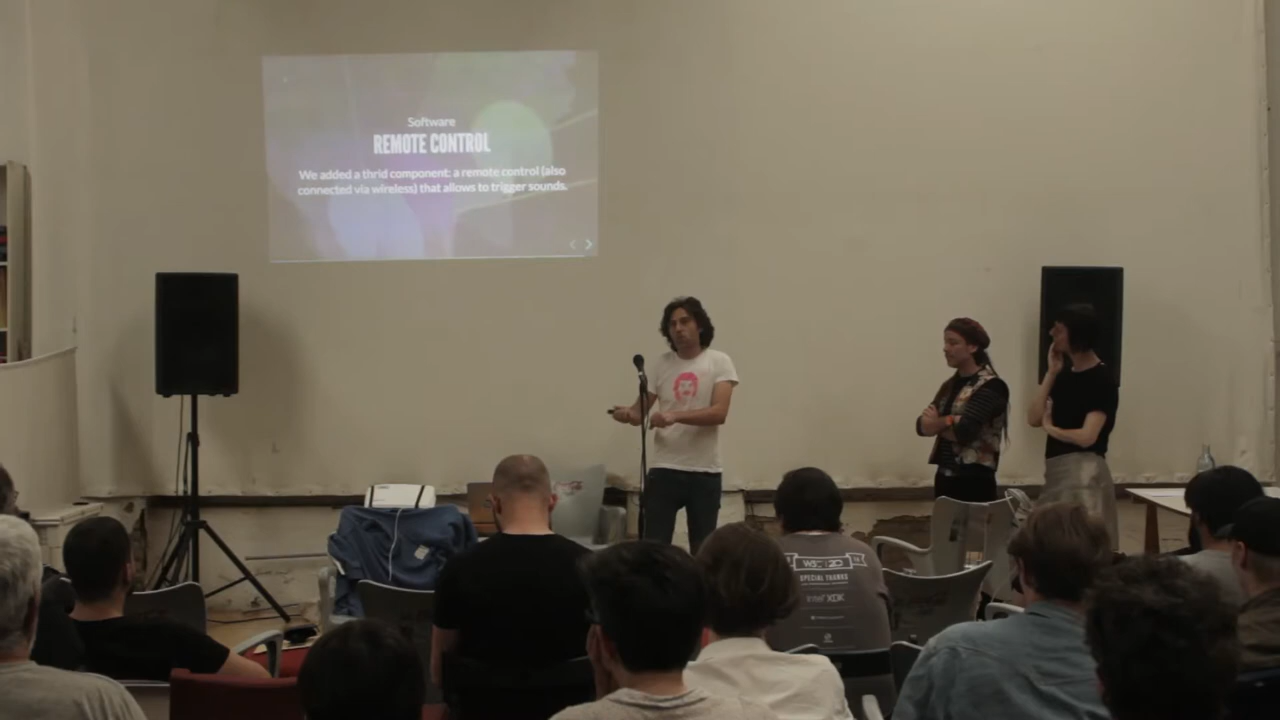 Software
REMOTE CONTROL
We added a thrid component: a remote control (also
connected via wireless) that allows to trigger sounds.
SPECIAL THANKS
intel XDK